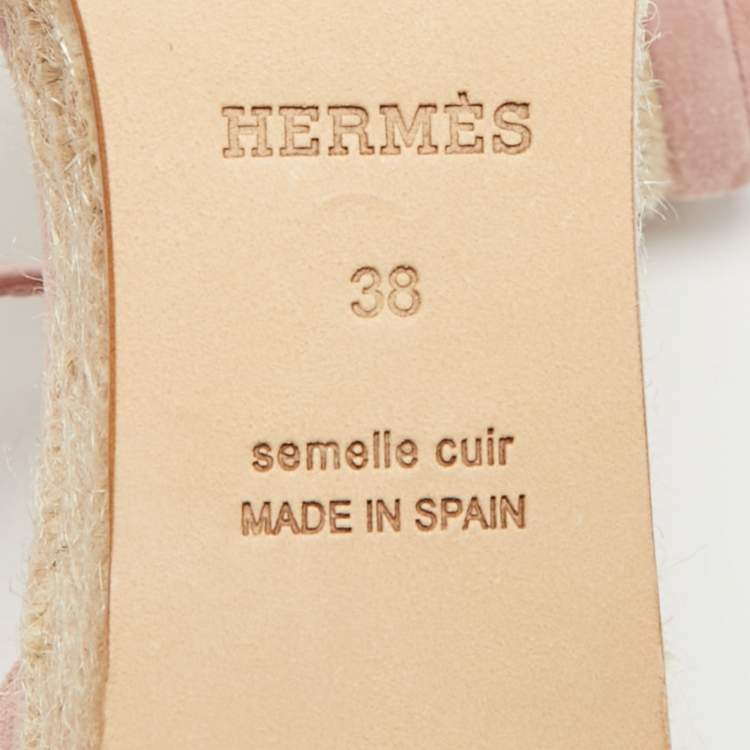 HERMÈS
38
semelle cuir
MADE IN SPAIN